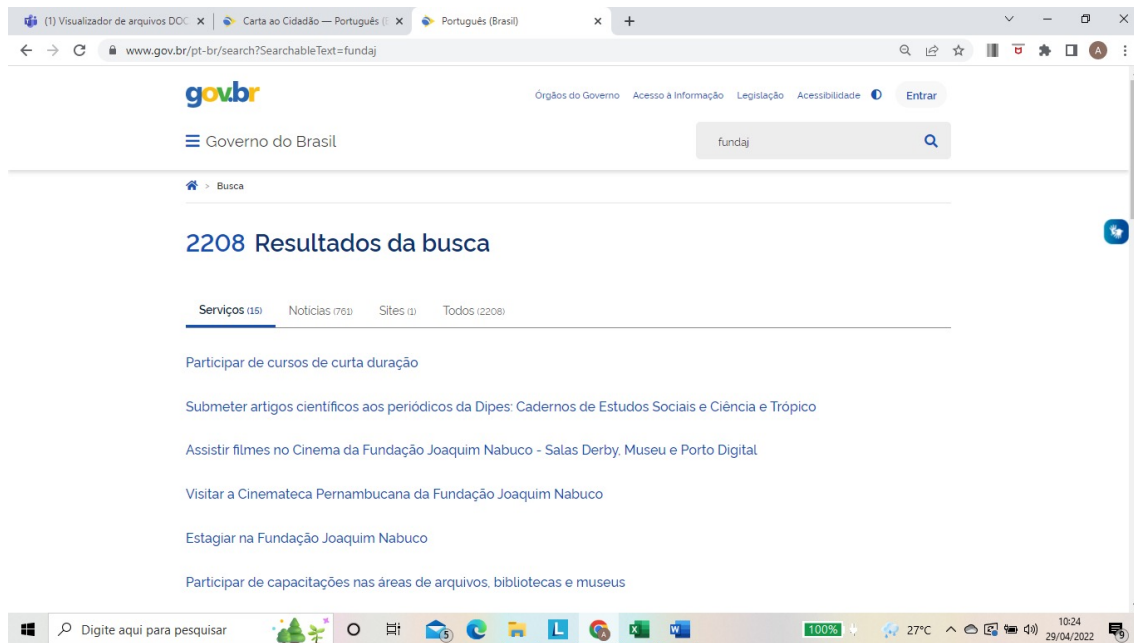 (1) Visualizador de arquivos DOC
Carta ao Cidadão — Português (B
Português (Brasil)
www.gov.br/pt-br/search?SearchableText=fundaj
A
gov.br
Órgãos do Governo Acesso à Informação Legislação Acessibilidade Entrar
Governo do Brasil
fundaj
> Busca
2208 Resultados da busca
Serviços (15) Notícias (761) Sites (1) Todos (2208)
Participar de cursos de curta duração
Submeter artigos científicos aos periódicos da Dipes: Cadernos de Estudos Sociais e Ciência e Trópico
Assistir filmes no Cinema da Fundação Joaquim Nabuco - Salas Derby, Museu e Porto Digital
Visitar a Cinemateca Pernambucana da Fundação Joaquim Nabuco
Estagiar na Fundação Joaquim Nabuco
Participar de capacitações nas áreas de arquivos, bibliotecas e museus
Digite aqui para pesquisar
5
L
100%
27°C
10:24
29/04/2022